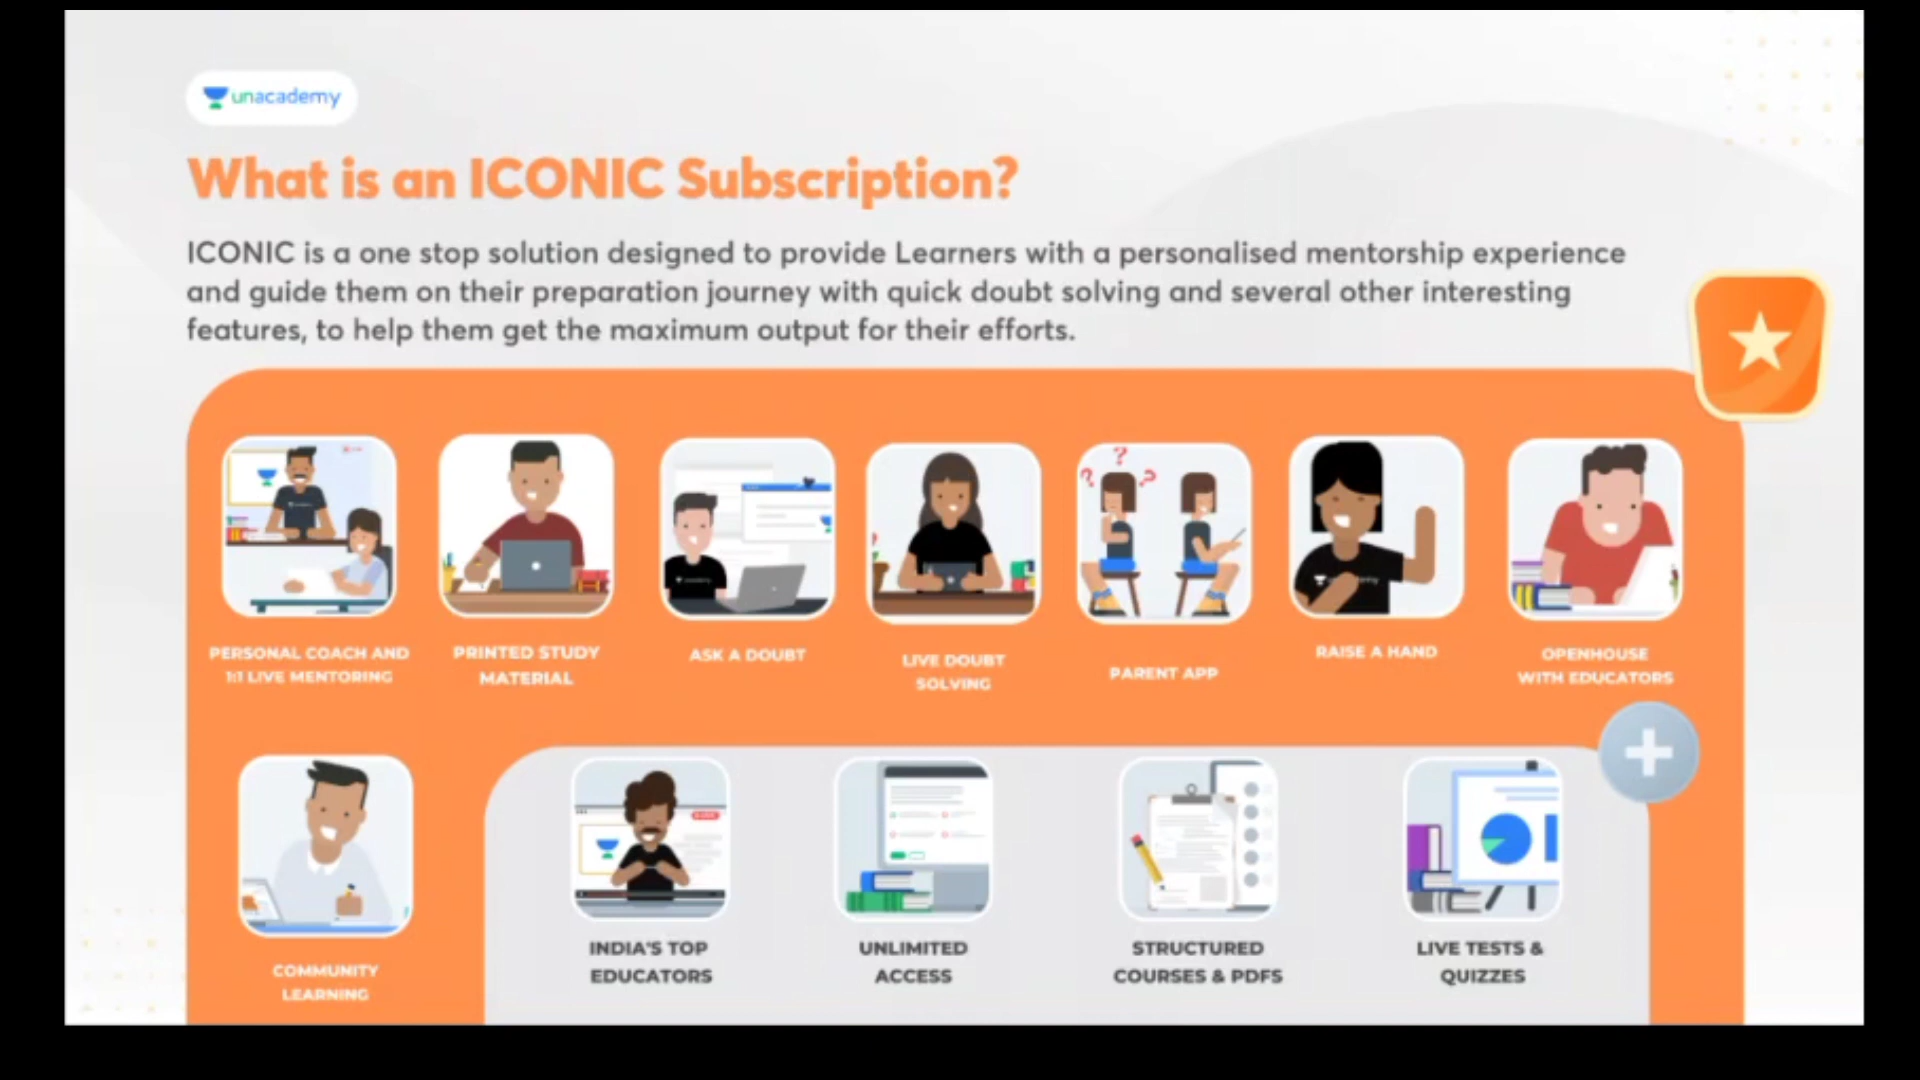 unacademy
What is an ICONIC Subscription?
ICONIC is a one stop solution designed to provide Learners with a personalised mentorship experience
and guide them on their preparation journey with quick doubt solving and several other interesting
features, to help them get the maximum output for their efforts.
PERSONAL COACH AND
1:1 LIVE MENTORING
PRINTED STUDY
MATERIAL
ASK A DOUBT
LIVE DOUBT
SOLVING
PARENT APP
RAISE A HAND
OPENHOUSE
WITH EDUCATORS
COMMUNITY
LEARNING
INDIA'S TOP
EDUCATORS
UNLIMITED
ACCESS
STRUCTURED
COURSES & PDFS
LIVE TESTS &
QUIZZES